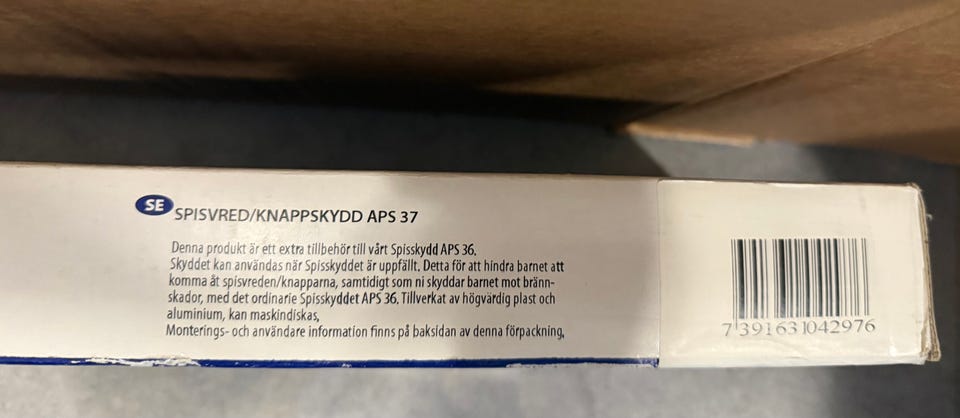 SE
SPISVRED/KNAPPSKYDD APS 37
Denna produkt är ett extra tillbehör till vårt Spisskydd APS 36.
Skyddet kan användas när Spisskyddet är uppfällt. Detta för att hindra barnet att
komma åt spisvreden/knapparna, samtidigt som ni skyddar barnet mot bränn-
skador, med det ordinarie Spisskyddet APS 36. Tillverkat av högvärdig plast och
aluminium, kan maskindiskas,
Monterings- och användare information finns på baksidan av denna förpackning,
7 391631 042976